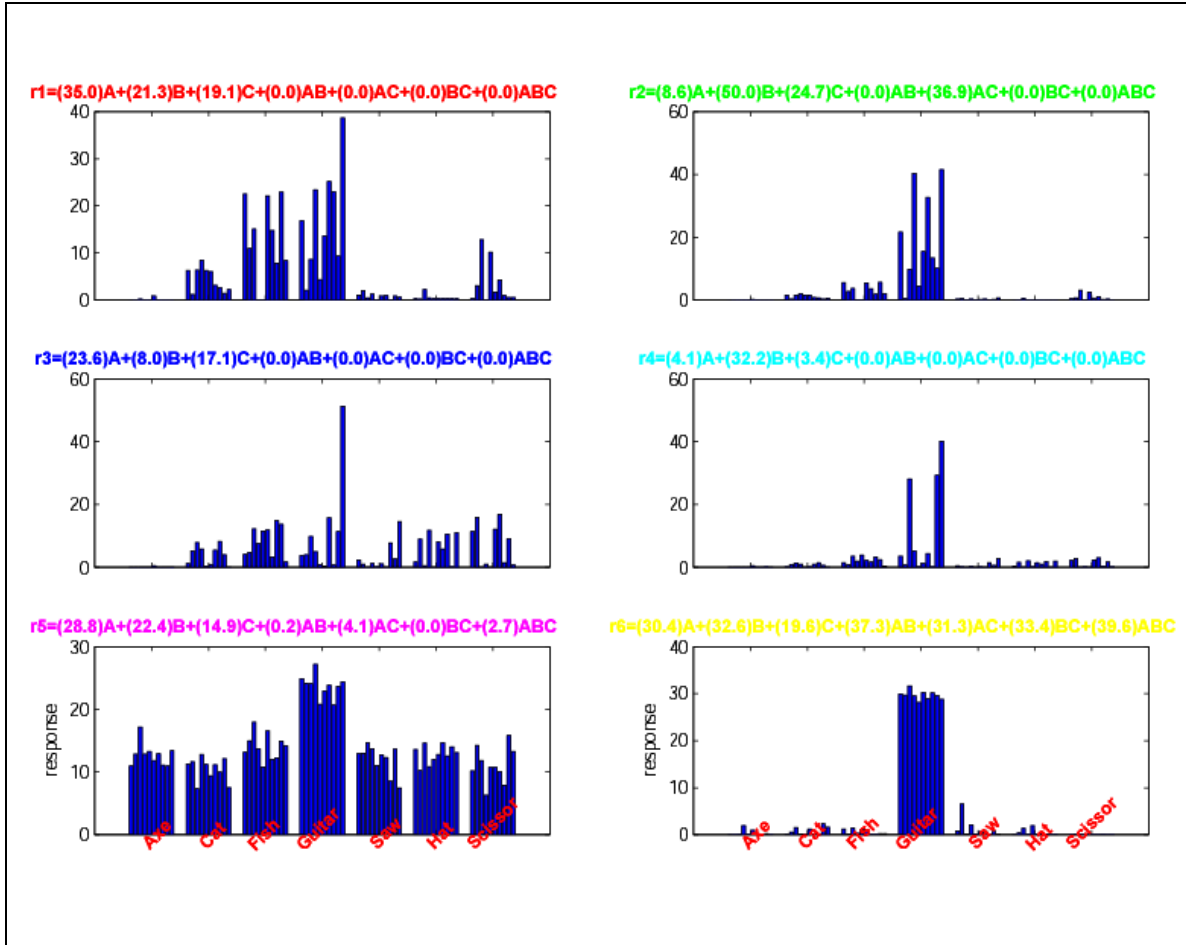 r1=(35.0)A+(21.3)B+(19.1)C+(0.0)AB+(0.0)AC+(0.0)BC+(0.0)ABC
40
30
20
10
0
r2=(8.6)A+(50.0)B+(24.7)C+(0.0)AB+(36.9)AC+(0.0)BC+(0.0)ABC
60
40
20
0
r3=(23.6)A+(8.0)B+(17.1)C+(0.0)AB+(0.0)AC+(0.0)BC+(0.0)ABC
60
40
20
0
r4=(4.1)A+(32.2)B+(3.4)C+(0.0)AB+(0.0)AC+(0.0)BC+(0.0)ABC
60
40
20
0
r5=(28.8)A+(22.4)B+(14.9)C+(0.2)AB+(4.1)AC+(0.0)BC+(2.7)ABC
30
20
10
0
response
Axe Cat Fish Guitar Saw Hat Scissor
r6=(30.4)A+(32.6)B+(19.6)C+(37.3)AB+(31.3)AC+(33.4)BC+(39.6)ABC
40
30
20
10
0
response
Axe Cat Fish Guitar Saw Hat Scissor